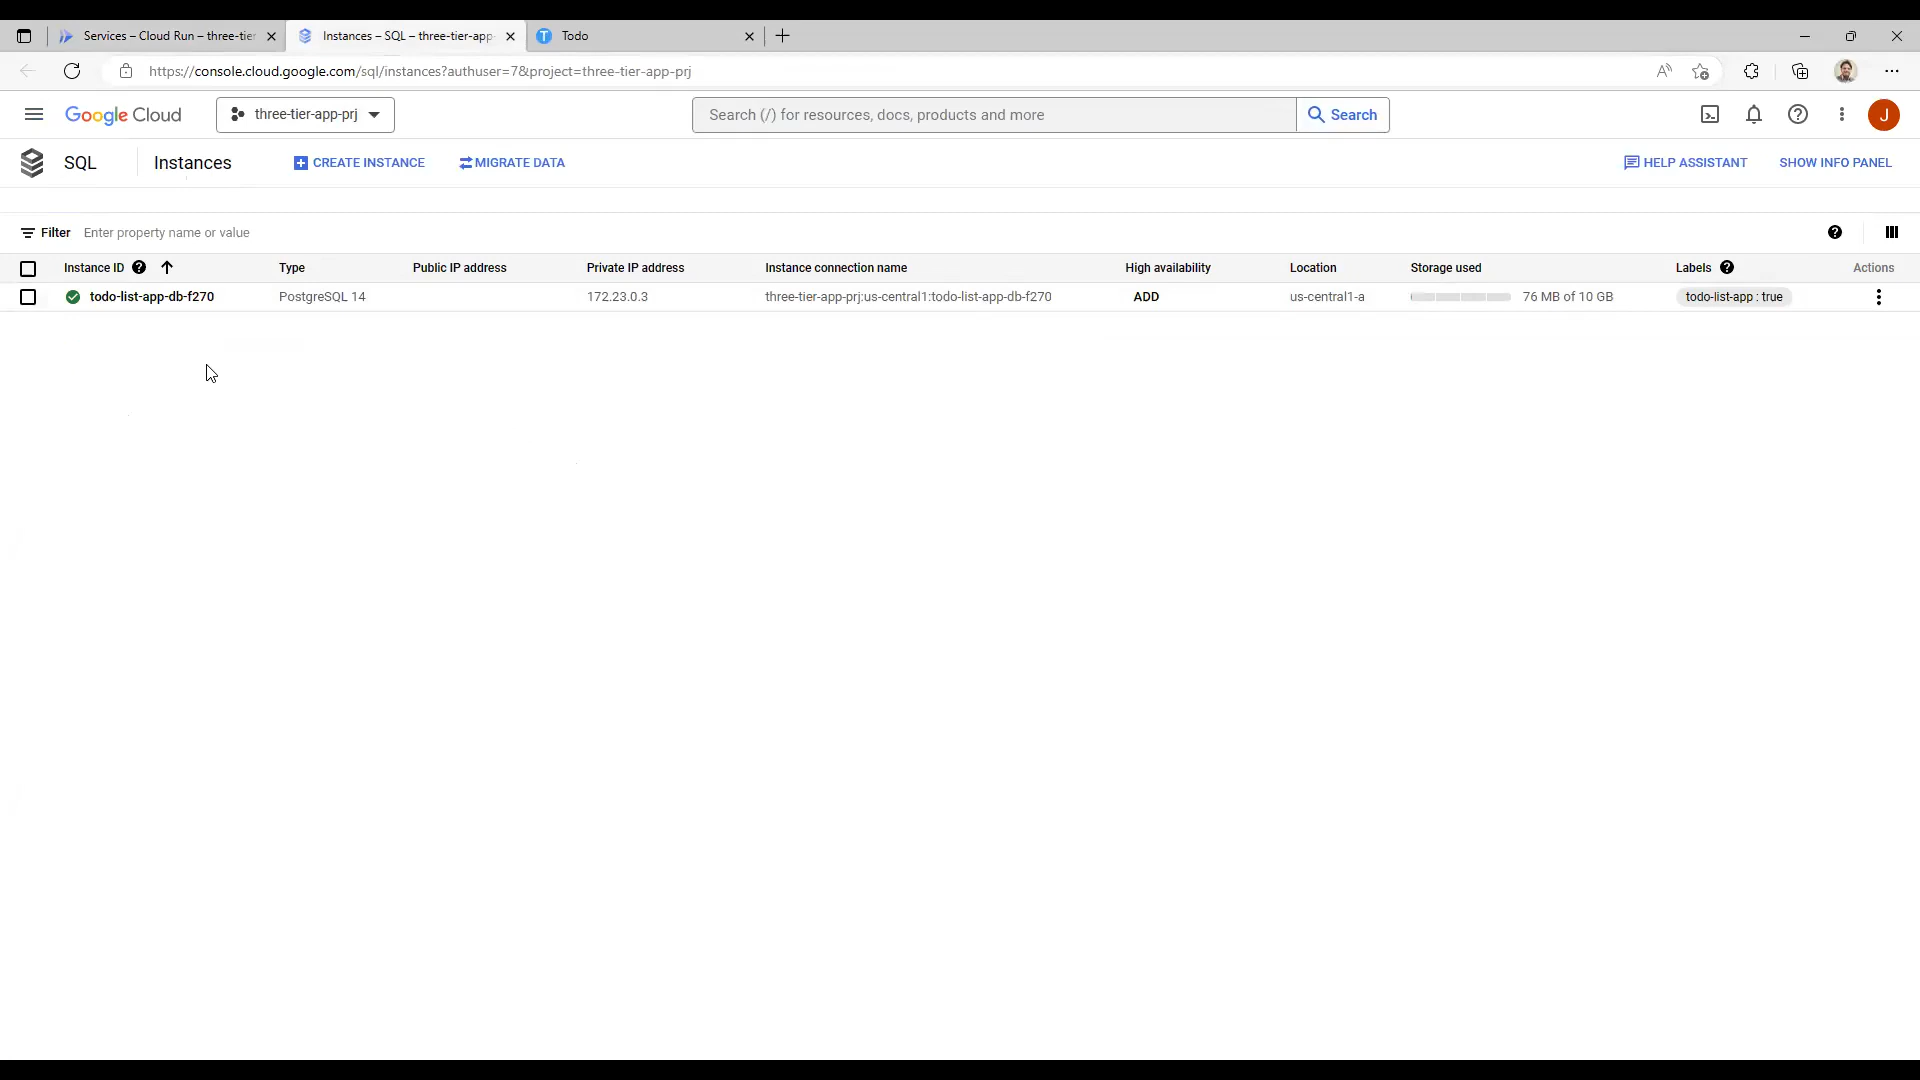 Services – Cloud Run – three-tier
Instances – SQL – three-tier-app-
T Todo
https://console.cloud.google.com/sql/instances?authuser=7&project=three-tier-app-prj
Google Cloud
three-tier-app-prj
Search (/) for resources, docs, products and more
Search
J
SQL
Instances
CREATE INSTANCE
MIGRATE DATA
HELP ASSISTANT
SHOW INFO PANEL
Filter Enter property name or value
Instance ID Type Public IP address Private IP address Instance connection name High availability Location Storage used Labels Actions
todo-list-app-db-f270 PostgreSQL 14 172.23.0.3 three-tier-app-prj:us-central1:todo-list-app-db-f270 ADD us-central1-a 76 MB of 10 GB todo-list-app : true